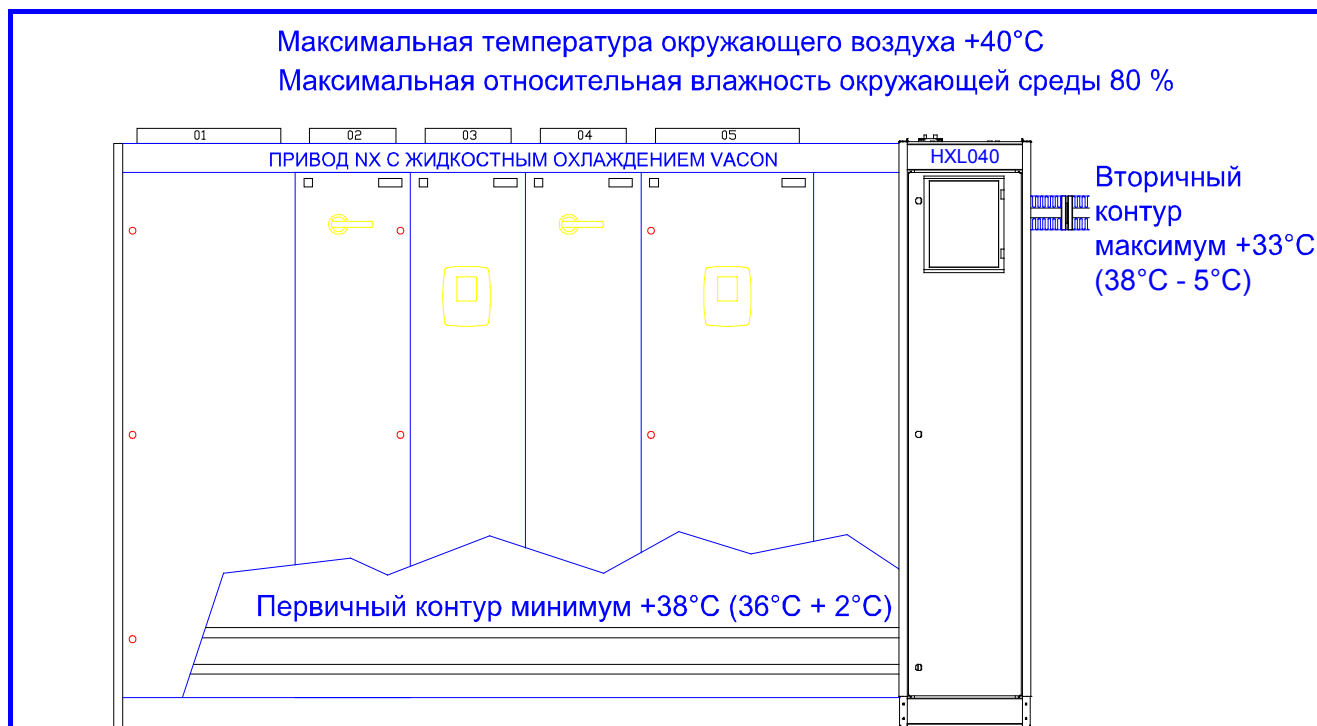 Максимальная температура окружающего воздуха +40°C
Максимальная относительная влажность окружающей среды 80 %
01 02 03 04 05
ПРИВОД NX С ЖИДКОСТНЫМ ОХЛАЖДЕНИЕМ VACON
HXL040
Вторичный
контур
максимум +33°C
(38°C - 5°C)
Первичный контур минимум +38°C (36°C + 2°C)